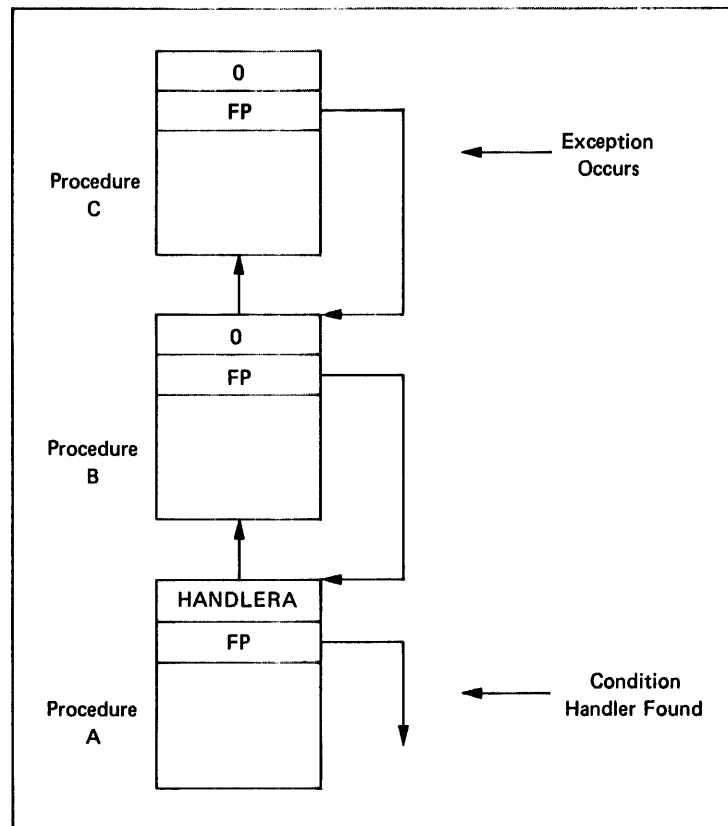 0
FP
Exception
Occurs
Procedure
C
0
FP
Procedure
B
HANDLERA
FP
Condition
Handler Found
Procedure
A